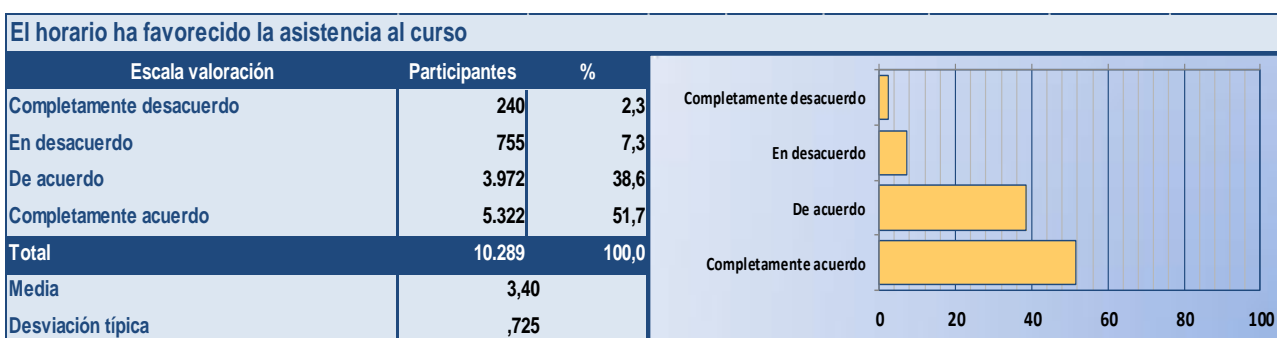 El horario ha favorecido la asistencia al curso
Escala valoración Participantes %
Completamente desacuerdo 240 2,3
En desacuerdo 755 7,3
De acuerdo 3.972 38,6
Completamente acuerdo 5.322 51,7
Total 10.289 100,0
Media 3,40
Desviación típica ,725
Completamente desacuerdo
En desacuerdo
De acuerdo
Completamente acuerdo
0 20 40 60 80 100